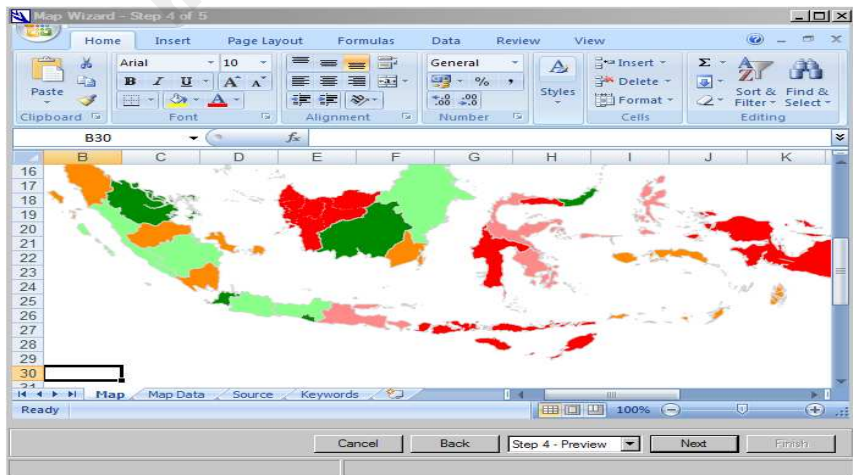 Map Wizard - Step 4 of 5
Home Insert Page Layout Formulas Data Review View
Arial 10 General Insert
B I U A A % , Delete
Paste Styles Format Sort & Filter Find & Select
Clipboard Font Alignment Number Cells Editing
B30 fx
B C D E F G H I J K
16
17
18
19
20
21
22
23
24
25
26
27
28
29
30
31
Map Map Data Source Keywords
Ready 100%
Cancel Back Step 4 - Preview Next Finish